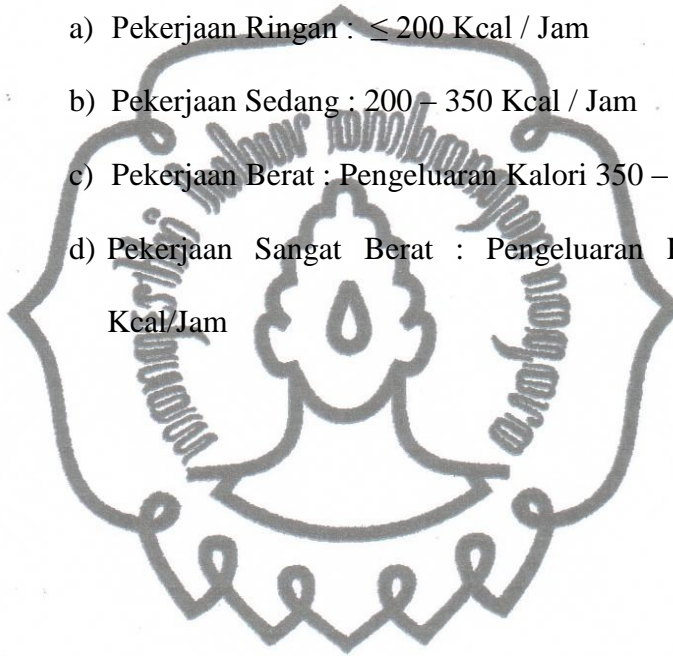 a) Pekerjaan Ringan : ≤ 200 Kcal / Jam
b) Pekerjaan Sedang : 200 – 350 Kcal / Jam
c) Pekerjaan Berat : Pengeluaran Kalori 350 –
d) Pekerjaan Sangat Berat : Pengeluaran
Kcal/Jam